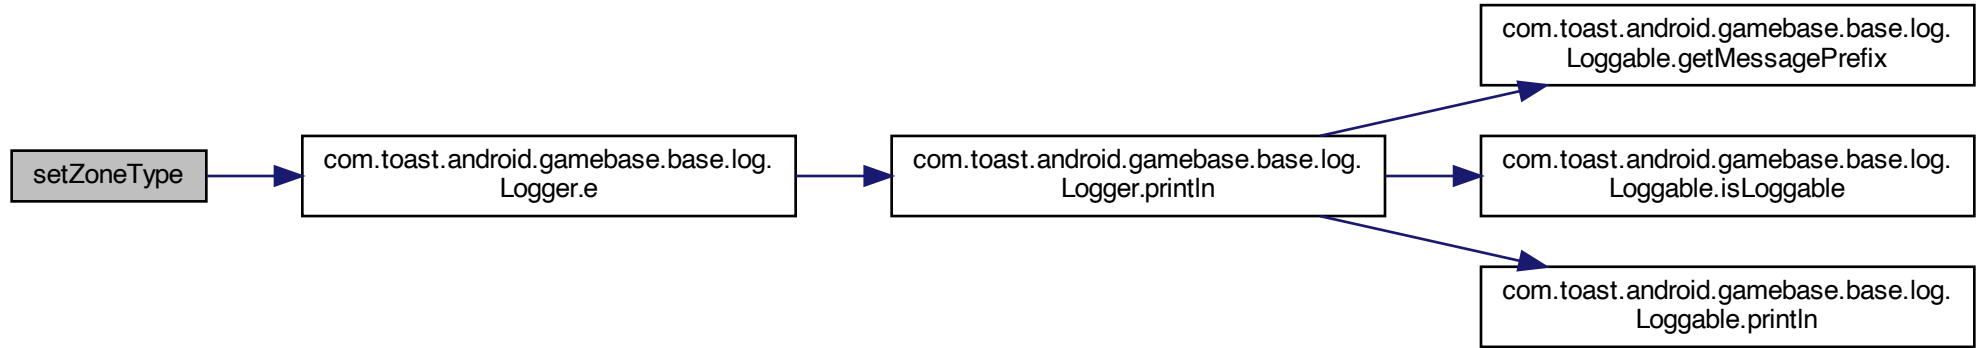 setZoneType
com.toast.android.gamebase.base.log.
Logger.e
com.toast.android.gamebase.base.log.
Logger.println
com.toast.android.gamebase.base.log.
Loggable.getMessagePrefix
com.toast.android.gamebase.base.log.
Loggable.isLoggable
com.toast.android.gamebase.base.log.
Loggable.println